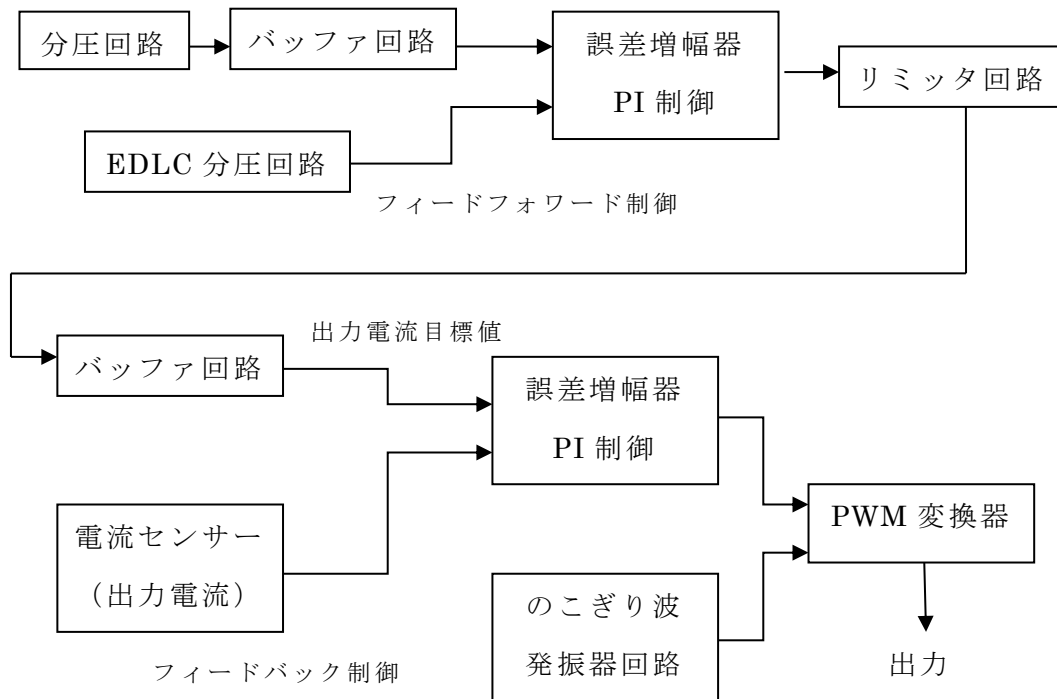 分圧回路
バッファ回路
誤差増幅器
PI 制御
リミッタ回路
EDLC 分圧回路
フィードフォワード制御
出力電流目標値
バッファ回路
誤差増幅器
PI 制御
電流センサー
（出力電流）
PWM 変換器
のこぎり波
発振器回路
フィードバック制御
出力